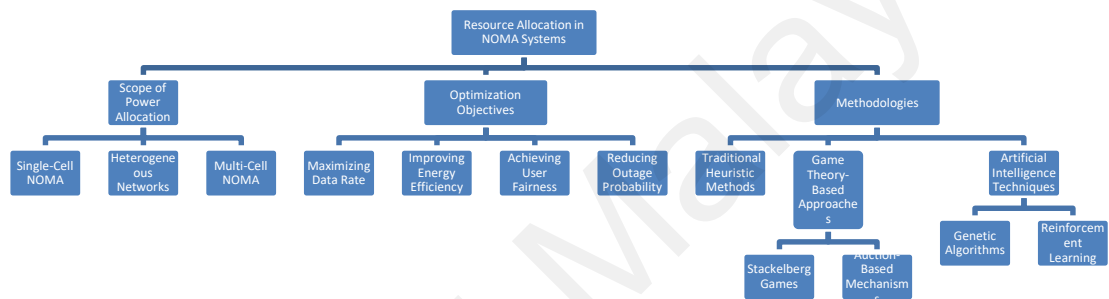 Resource Allocation in
NOMA Systems
Scope of
Power
Allocation
Optimization
Objectives
Methodologies
Single-Cell
NOMA
Heterogene
ous
Networks
Multi-Cell
NOMA
Maximizing
Data Rate
Improving
Energy
Efficiency
Achieving
User
Fairness
Reducing
Outage
Probability
Traditional
Heuristic
Methods
Game
Theory-
Based
Approache
s
Artificial
Intelligence
Techniques
Stackelberg
Games
Auction-
Based
Mechanism
s
Genetic
Algorithms
Reinforcem
ent
Learning
Malay